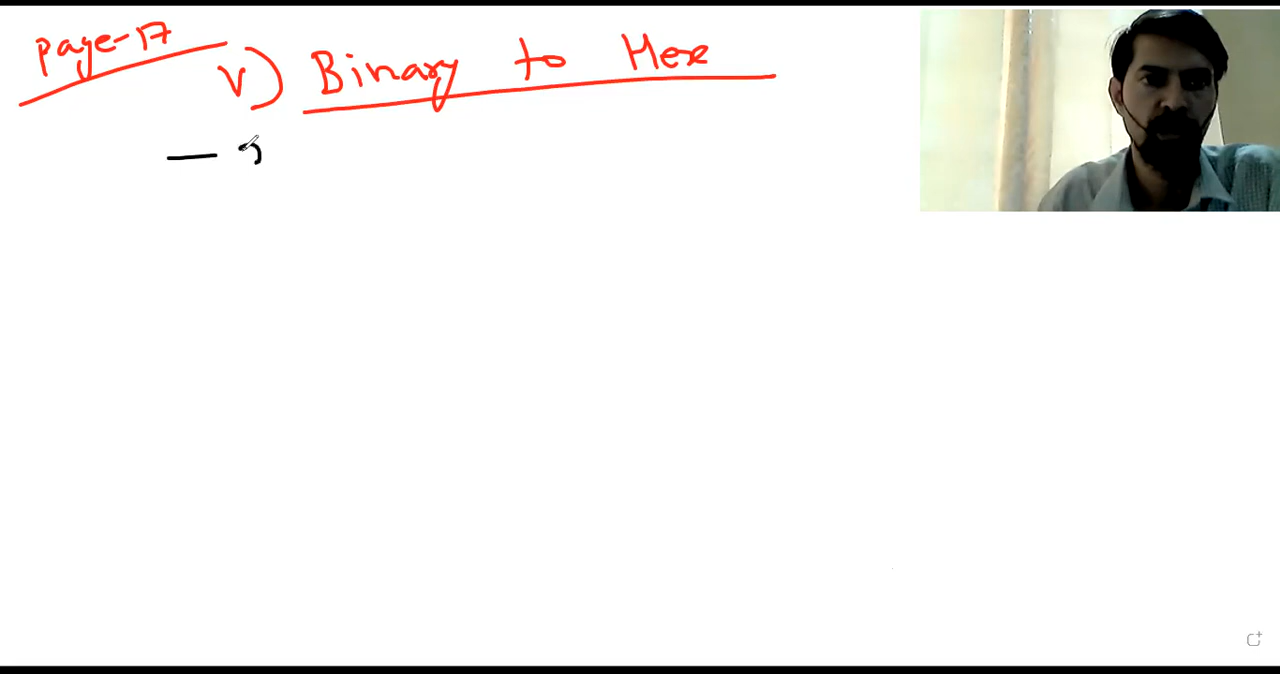 Page-17
V) Binary to Hex
—